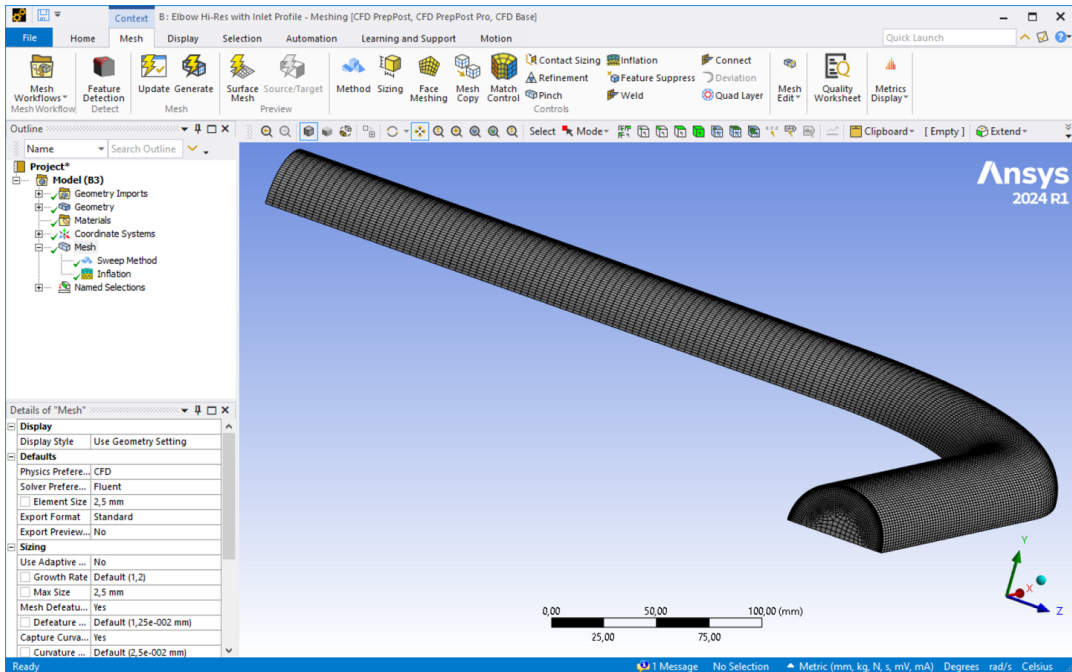 Context B: Elbow Hi-Res with Inlet Profile - Meshing [CFD PrepPost, CFD PrepPost Pro, CFD Base]
File Home Mesh Display Selection Automation Learning and Support Motion Quick Launch
Mesh Workflows Feature Detection Update Generate Surface Mesh Source/Target Method Sizing Face Meshing Mesh Copy Match Control Contact Sizing Inflation Connect Mesh Edit Quality Worksheet Metrics Display
Refinement Feature Suppress Deviation
Pinch Weld Quad Layer
Mesh Workflow Detect Mesh Preview Controls
Outline
Name Search Outline
Select Mode Clipboard [ Empty ] Extend
Project*
Model (B3)
Geometry Imports
Geometry
Materials
Coordinate Systems
Mesh
Sweep Method
Inflation
Named Selections
Ansys
2024 R1
Details of "Mesh"
Display
Display Style Use Geometry Setting
Defaults
Physics Prefere... CFD
Solver Prefere... Fluent
Element Size 2,5 mm
Export Format Standard
Export Preview... No
Sizing
Use Adaptive ... No
Growth Rate Default (1,2)
Max Size 2,5 mm
Mesh Defeatu... Yes
Defeature ... Default (1,25e-002 mm)
Capture Curva... Yes
Curvature ... Default (2,5e-002 mm)
0,00 50,00 100,00 (mm)
25,00 75,00
Y
X
Z
Ready 1 Message No Selection Metric (mm, kg, N, s, mV, mA) Degrees rad/s Celsius